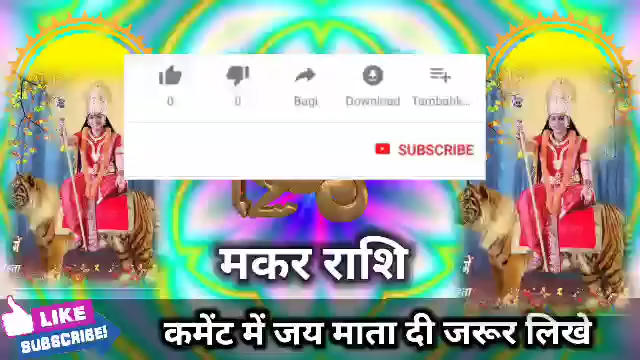 0 0 Bagi Download Tambahk...
SUBSCRIBE
में
में
मकर राशि
LIKE
SUBSCRIBE!
कमेंट में जय माता दी जरूर लिखे